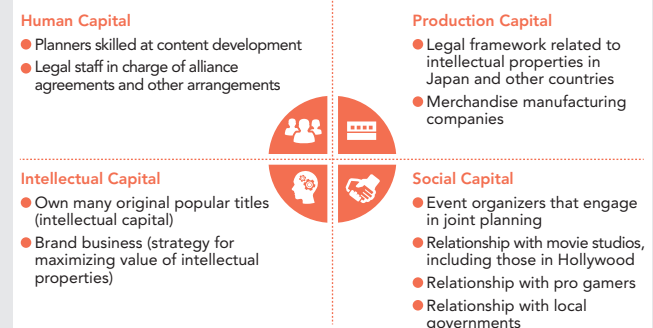 Human Capital
Planners skilled at content development
Legal staff in charge of alliance
agreements and other arrangements
Production Capital
Legal framework related to
intellectual properties in
Japan and other countries
Merchandise manufacturing
companies
Intellectual Capital
Own many original popular titles
(intellectual capital)
Brand business (strategy for
maximizing value of intellectual
properties)
Social Capital
Event organizers that engage
in joint planning
Relationship with movie studios,
including those in Hollywood
Relationship with pro gamers
Relationship with local
governments